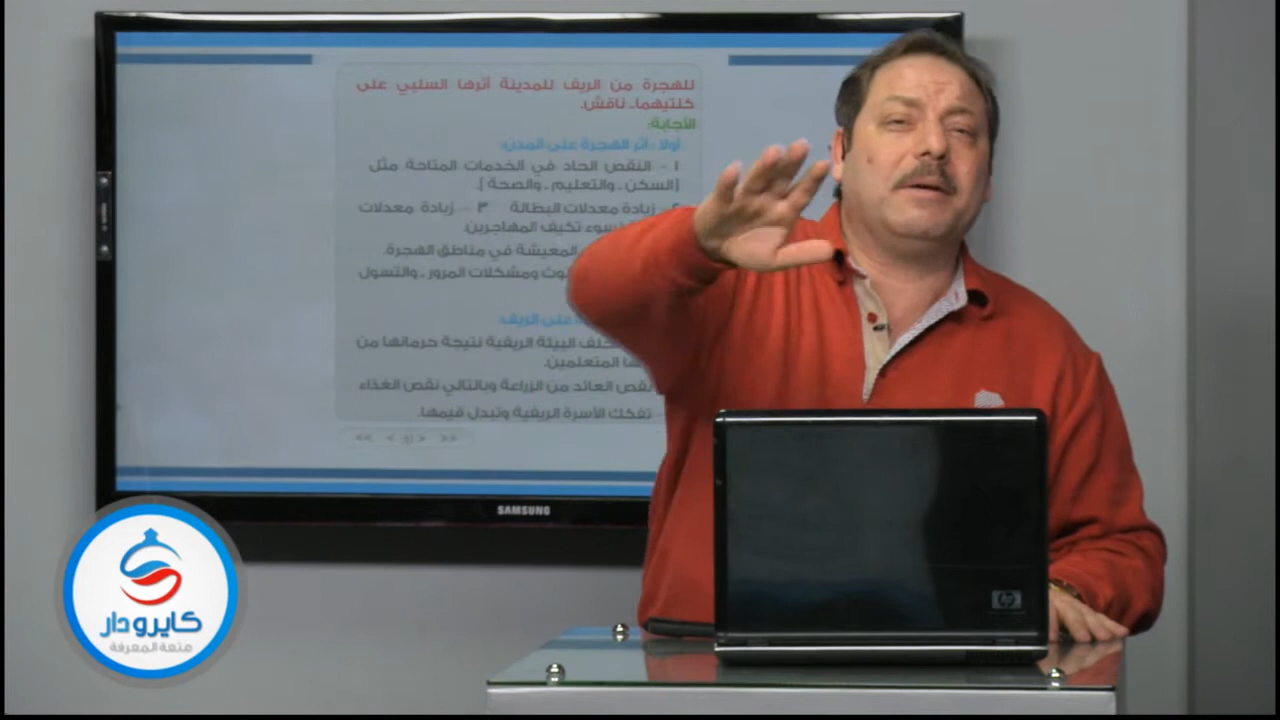 للهجرة من الريف للمدينة أثرها السلبي على
كلتيهما.. ناقش.
الأجابة:
أولا : أثر الهجرة على المدن:
١ - النقص الحاد في الخدمات المتاحة مثل
[السكن - والتعليم - والصحة ].
زيادة معدلات البطالة ٣ - زيادة معدلات
لسوء تكيف المهاجرين.
المعيشة في مناطق الهجرة.
ومشكلات المرور - والتسول
على الريف:
البيئة الريفية نتيجة حرمانها من
المتعلمين.
نقص العائد من الزراعة وبالتالي نقص الغذاء
- تفكك الأسرة الريفية وتبدل قيمها.
<< < > >>
SAMSUNG
hp
كايرو دار
متعة المعرفة